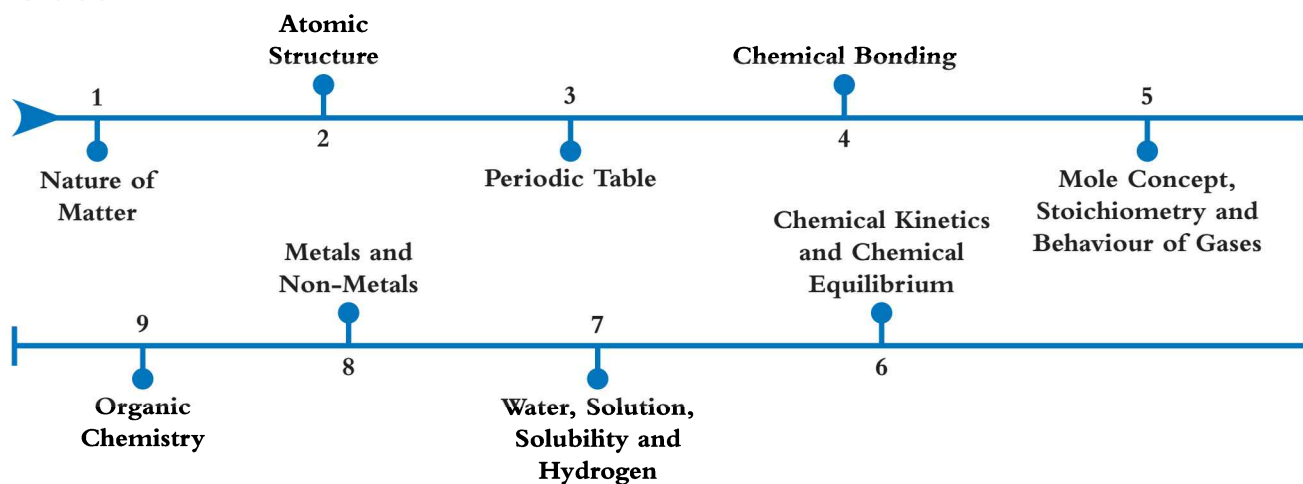 1
Nature of
Matter
Atomic
Structure
2
3
Periodic Table
Chemical Bonding
4
5
Mole Concept,
Stoichiometry and
Behaviour of Gases
Chemical Kinetics
and Chemical
Equilibrium
6
7
Water, Solution,
Solubility and
Hydrogen
Metals and
Non-Metals
8
9
Organic
Chemistry